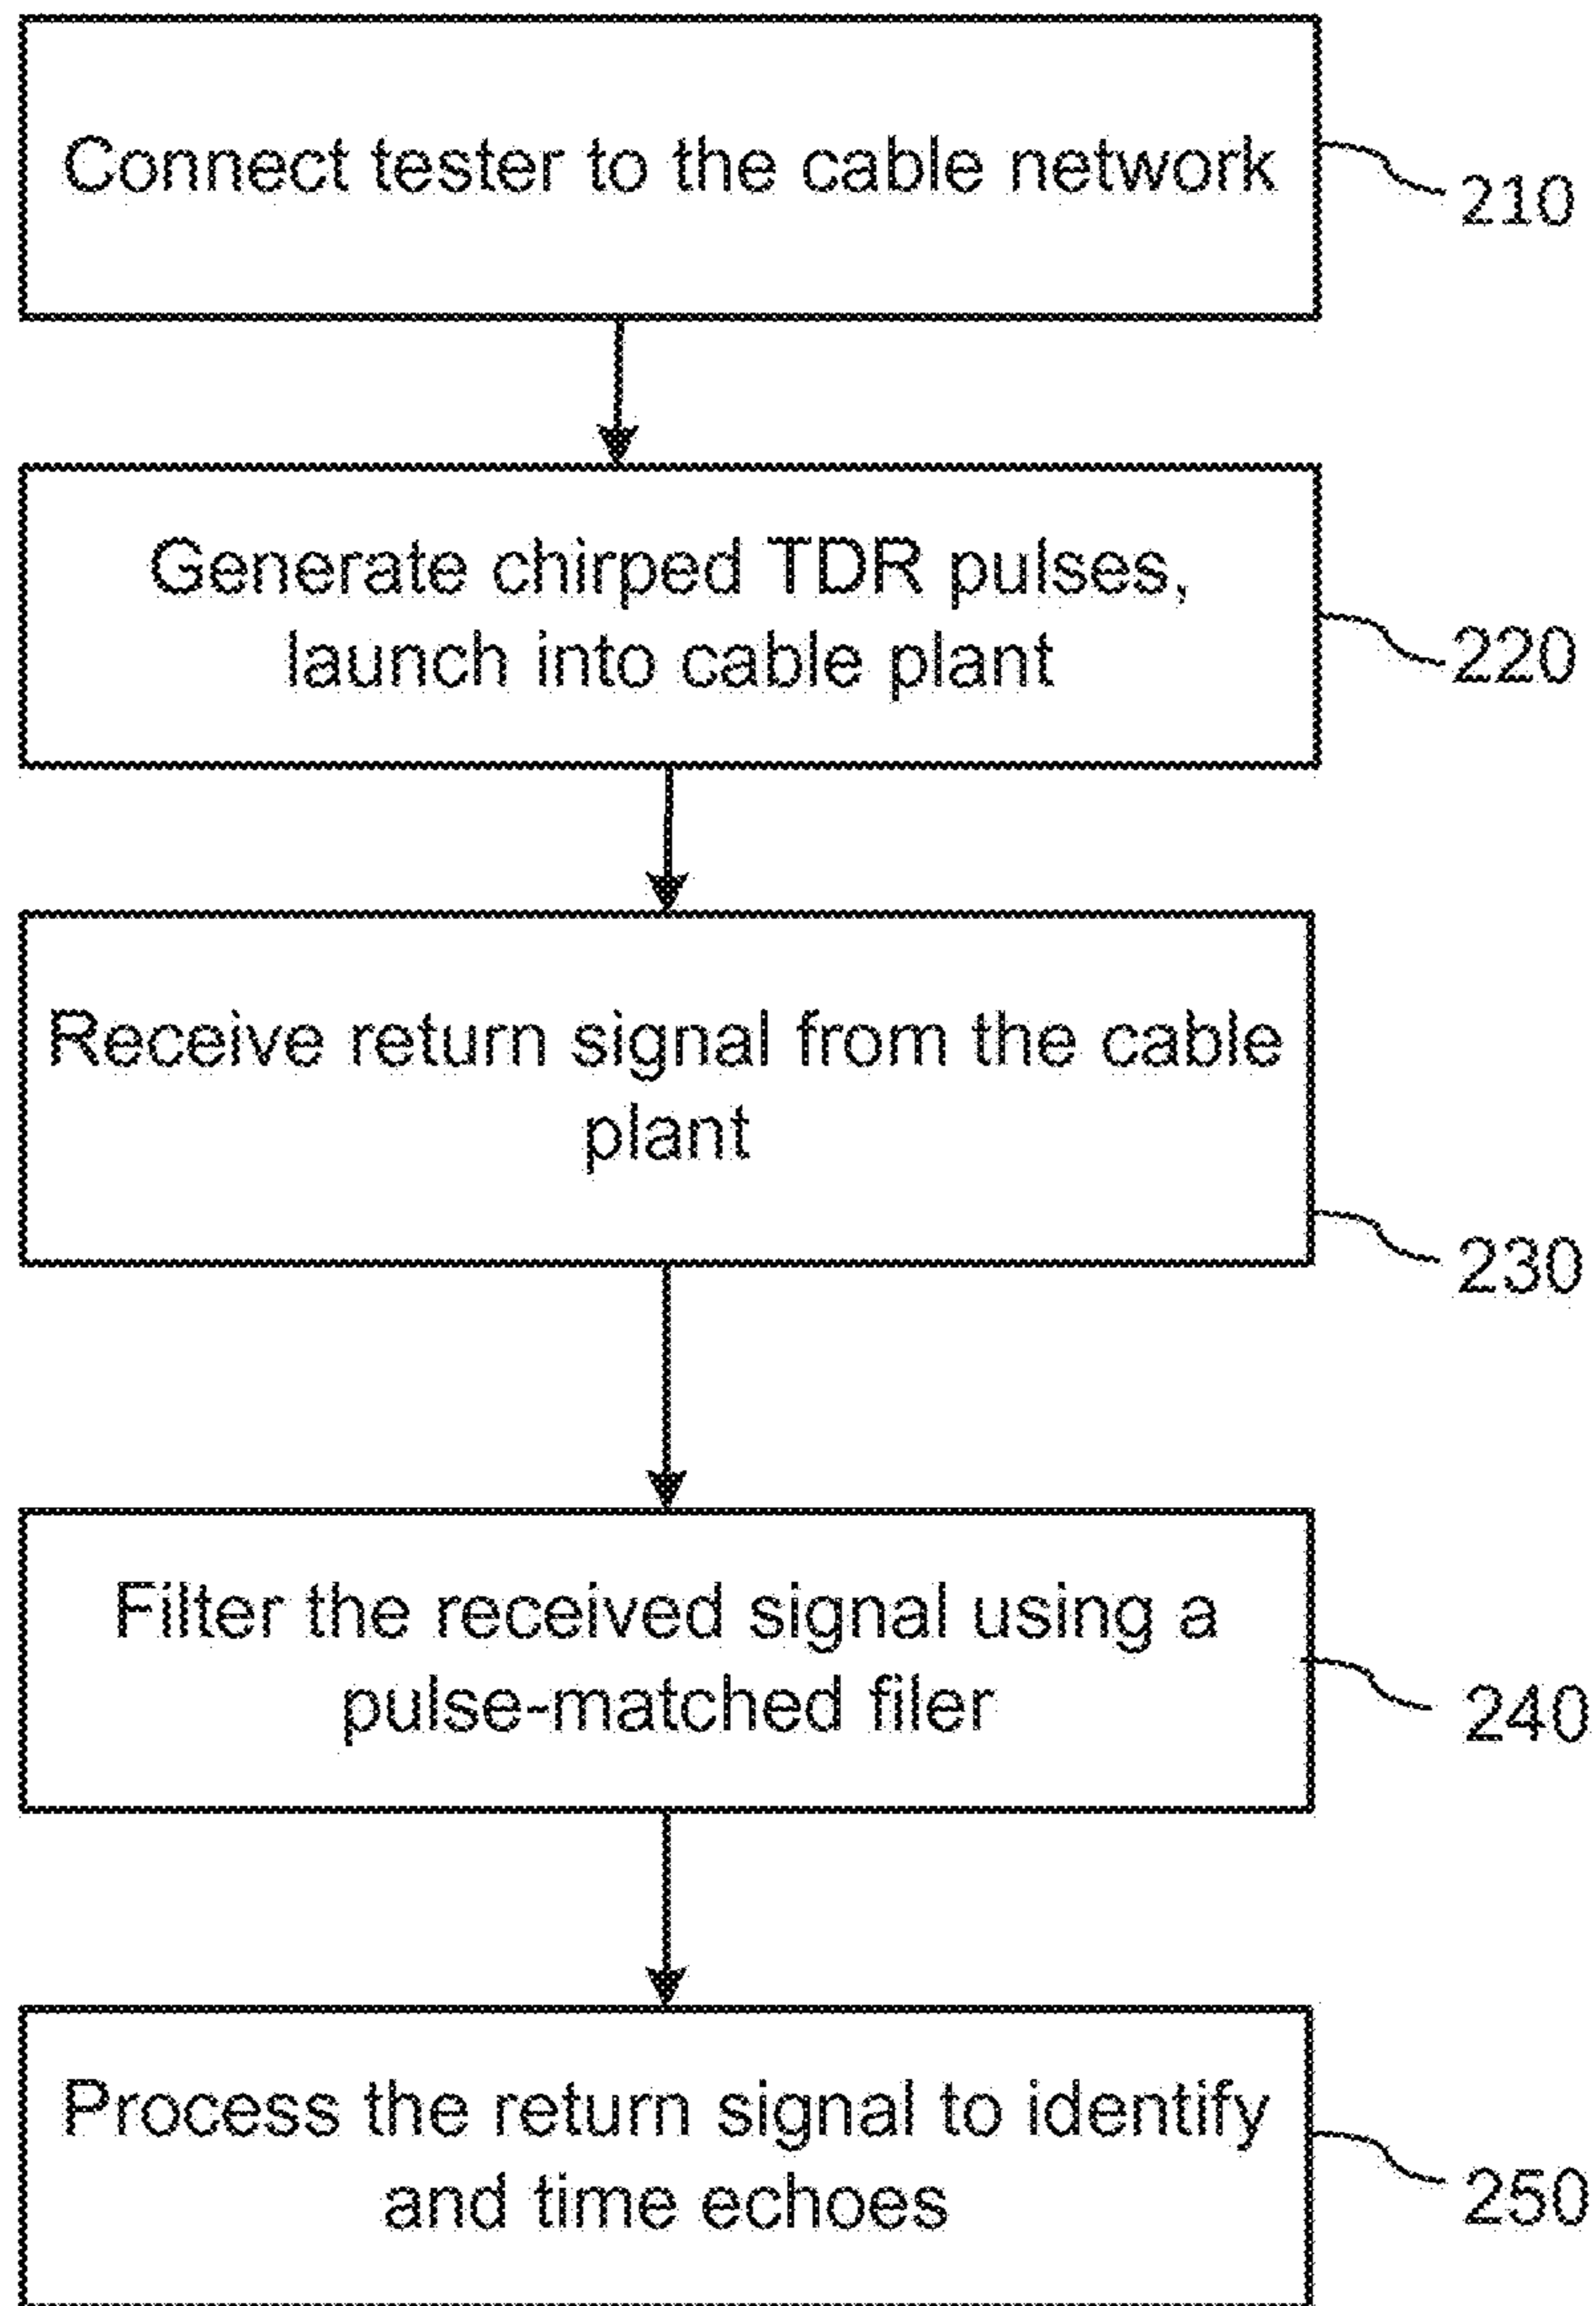 Connect tester to the cable network
210
Generate chirped TDR pulses,
launch into cable plant
220
Receive return signal from the cable
plant
230
Filter the received signal using a
pulse-matched filer
240
Process the return signal to identify
and time echoes
250